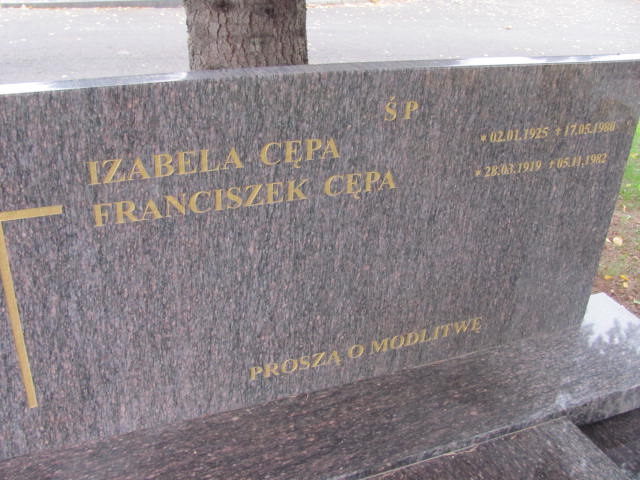 ŚP
IZABELA CĘPA * 02.01.1925 † 17.05.1980
FRANCISZEK CĘPA * 28.03.1919 † 05.11.1982
PROSZĄ O MODLITWĘ